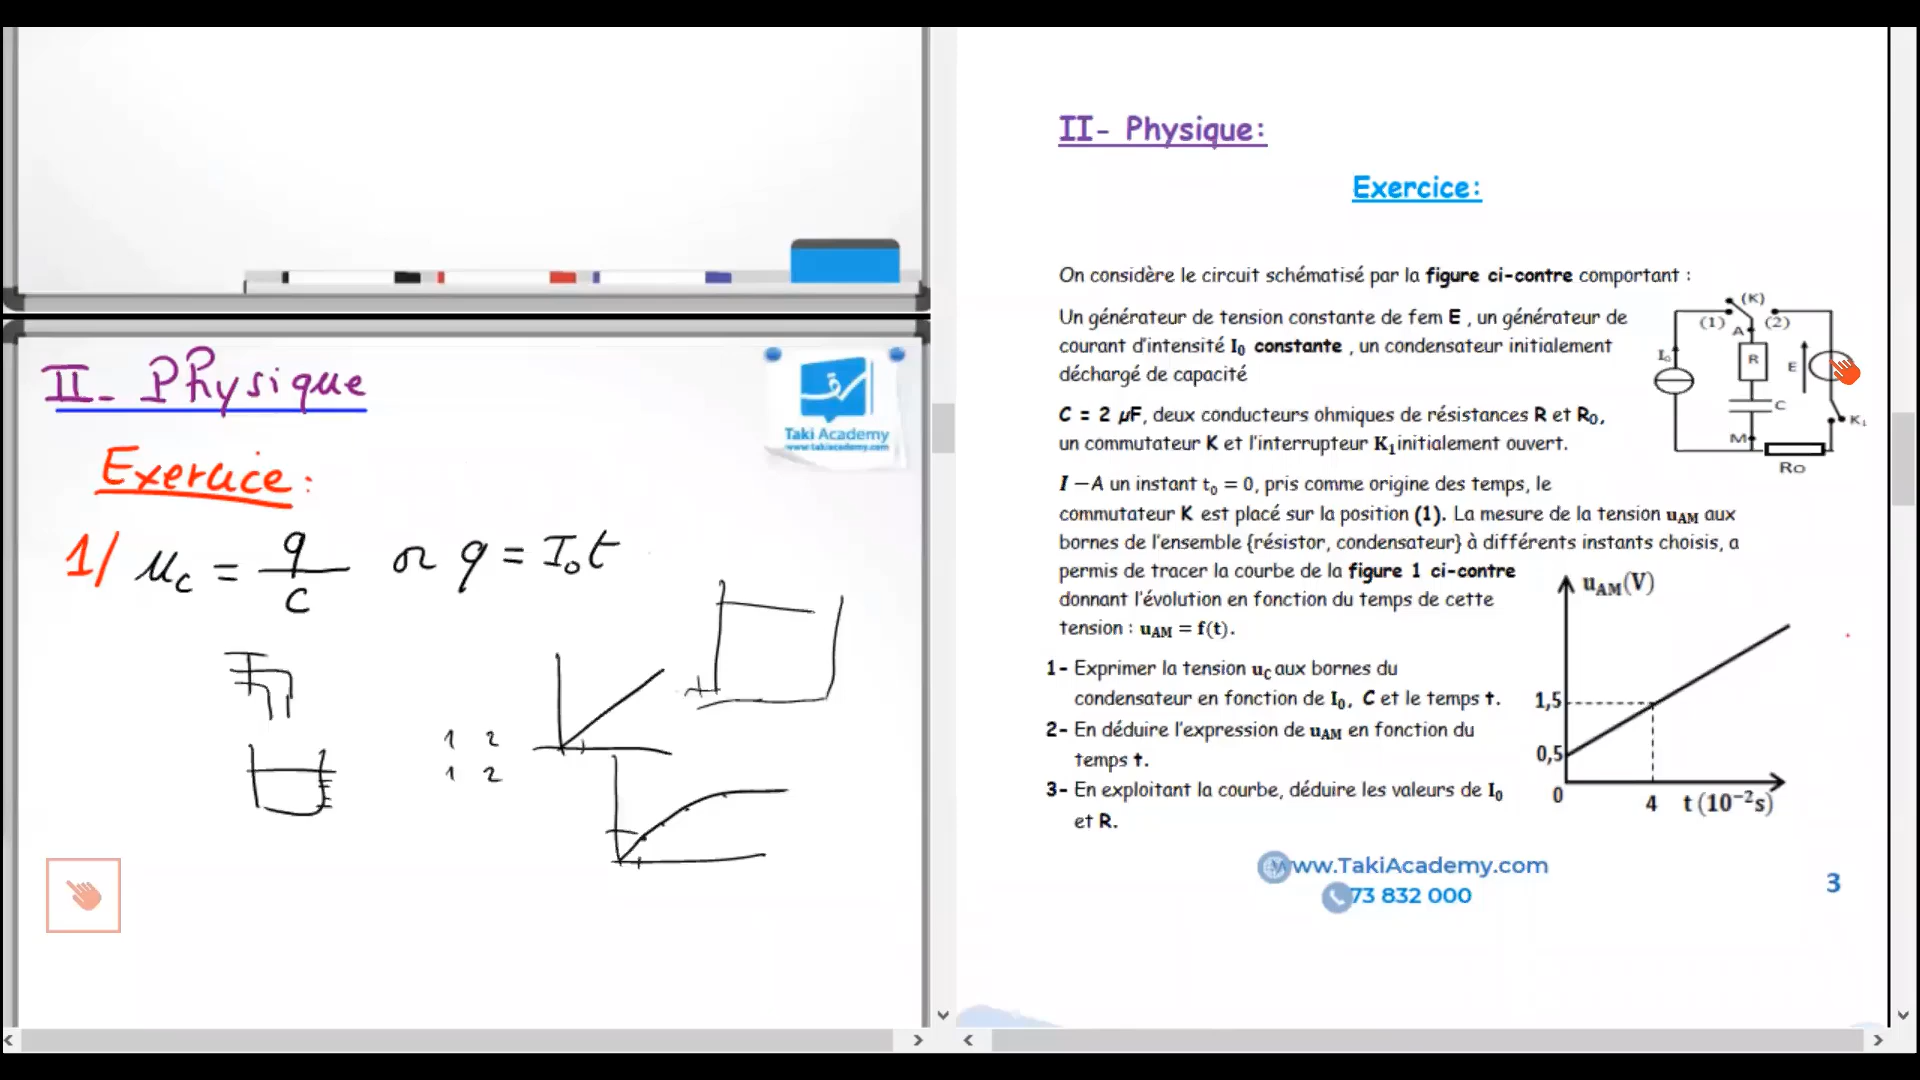 II- Physique
Exercice:
1/ uc = q/C or q = I₀t
1 2
1 2
Taki Academy
www.takiacademy.com
II- Physique:
Exercice:
On considère le circuit schématisé par la figure ci-contre comportant :
Un générateur de tension constante de fem E , un générateur de
courant d'intensité I₀ constante , un condensateur initialement
déchargé de capacité
C = 2 µF, deux conducteurs ohmiques de résistances R et R₀,
un commutateur K et l'interrupteur K₁initialement ouvert.
(K)
(1) (2)
A
I₀
R
E
C
K₁
M
Ro
I –A un instant t₀ = 0, pris comme origine des temps, le
commutateur K est placé sur la position (1). La mesure de la tension uAM aux
bornes de l'ensemble {résistor, condensateur} à différents instants choisis, a
permis de tracer la courbe de la figure 1 ci-contre
donnant l'évolution en fonction du temps de cette
tension : uAM = f(t).
1- Exprimer la tension uC aux bornes du
condensateur en fonction de I₀, C et le temps t.
2- En déduire l'expression de uAM en fonction du
temps t.
3- En exploitant la courbe, déduire les valeurs de I₀
et R.
uAM(V)
1,5
0,5
0
4
t (10⁻²s)
www.TakiAcademy.com
73 832 000
3